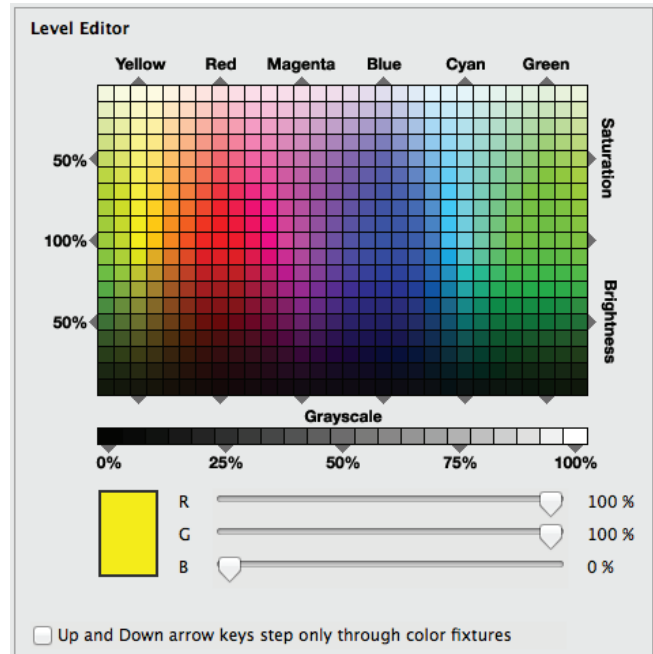 Level Editor
Yellow Red Magenta Blue Cyan Green
50%
100%
50%
Saturation
Brightness
Grayscale
0% 25% 50% 75% 100%
R 100 %
G 100 %
B 0 %
Up and Down arrow keys step only through color fixtures